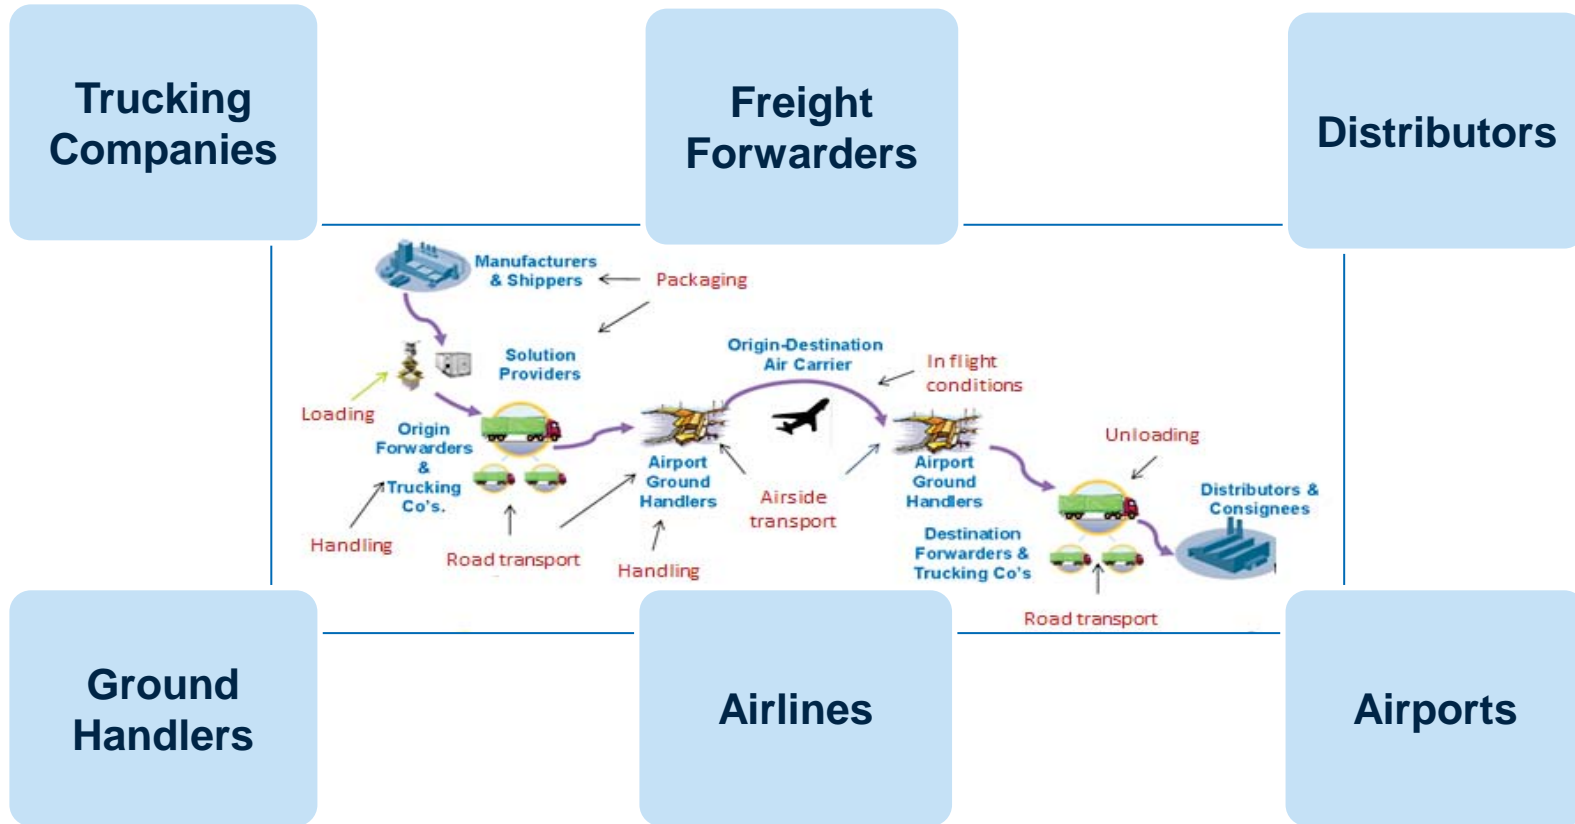 Trucking
Companies
Freight
Forwarders
Distributors
Manufacturers
& Shippers
Packaging
Solution
Providers
Origin-Destination
Air Carrier
In flight
conditions
Loading
Origin
Forwarders
&
Trucking
Co's.
Airport
Ground
Handlers
Airport
Ground
Handlers
Unloading
Distributors &
Consignees
Airside
transport
Handling
Road transport
Handling
Destination
Forwarders &
Trucking Co's
Road transport
Ground
Handlers
Airlines
Airports